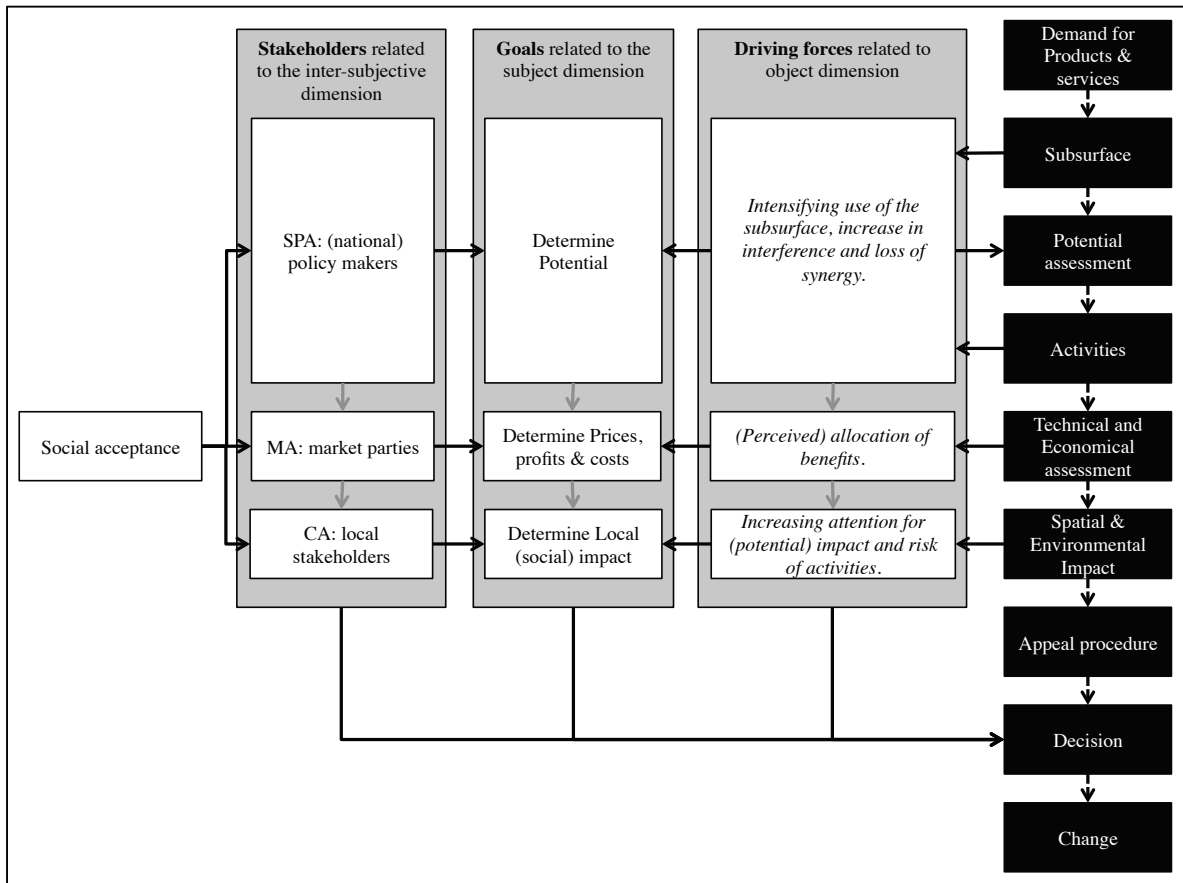 Stakeholders related
to the inter-subjective
dimension
Goals related to the
subject dimension
Driving forces related to
object dimension
Demand for
Products &
services
Subsurface
SPA: (national)
policy makers
Determine
Potential
Intensifying use of the
subsurface, increase in
interference and loss of
synergy.
Potential
assessment
Activities
Social acceptance
MA: market parties
Determine Prices,
profits & costs
(Perceived) allocation of
benefits.
Technical and
Economical
assessment
CA: local
stakeholders
Determine Local
(social) impact
Increasing attention for
(potential) impact and risk
of activities.
Spatial &
Environmental
Impact
Appeal procedure
Decision
Change